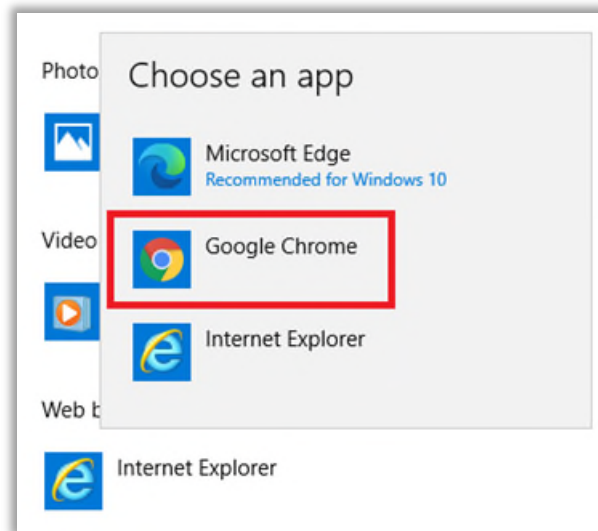 Photo
Choose an app
Microsoft Edge
Recommended for Windows 10
Video
Google Chrome
Internet Explorer
Web b
Internet Explorer